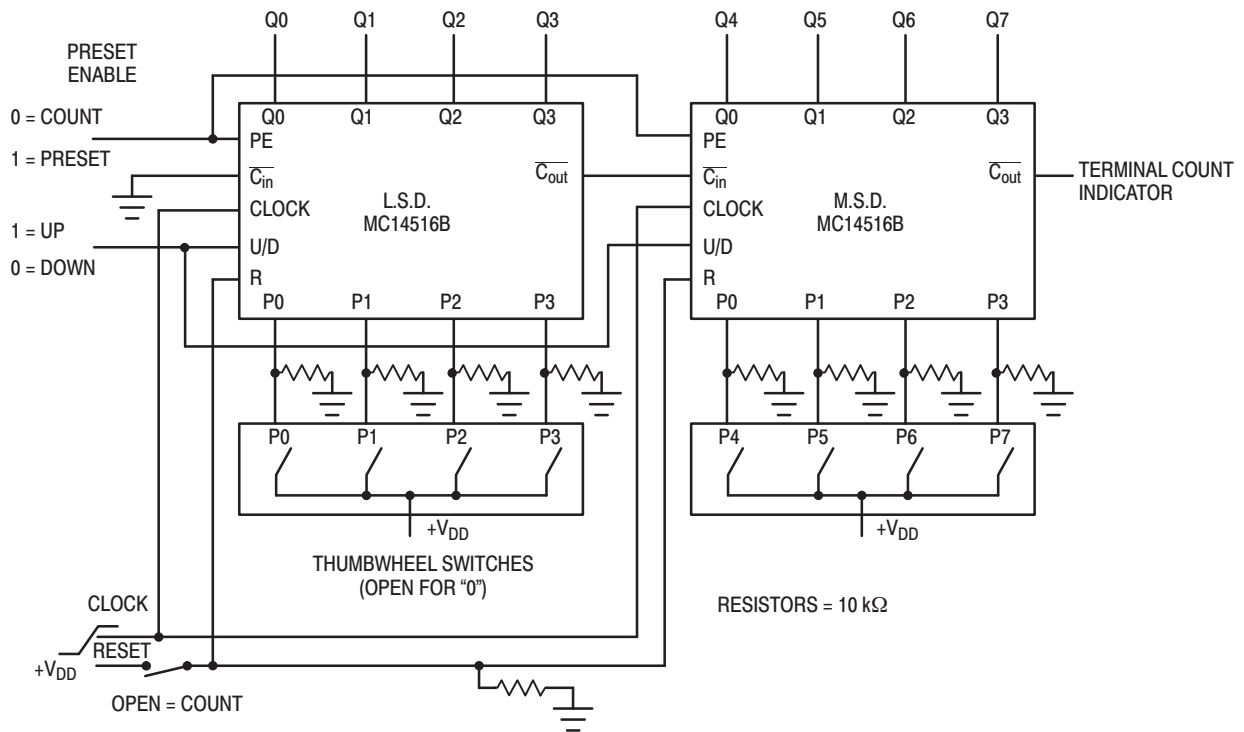 Q0 Q1 Q2 Q3 Q4 Q5 Q6 Q7
PRESET
ENABLE
0 = COUNT
1 = PRESET
1 = UP
0 = DOWN
Q0 Q1 Q2 Q3
PE
C̅i̅n̅
C̅o̅u̅t̅
CLOCK
L.S.D.
MC14516B
U/D
R
P0 P1 P2 P3
Q0 Q1 Q2 Q3
PE
C̅i̅n̅
C̅o̅u̅t̅
CLOCK
M.S.D.
MC14516B
U/D
R
P0 P1 P2 P3
TERMINAL COUNT
INDICATOR
P0 P1 P2 P3
+VDD
P4 P5 P6 P7
+VDD
THUMBWHEEL SWITCHES
(OPEN FOR “0”)
RESISTORS = 10 kΩ
CLOCK
RESET
+VDD
OPEN = COUNT